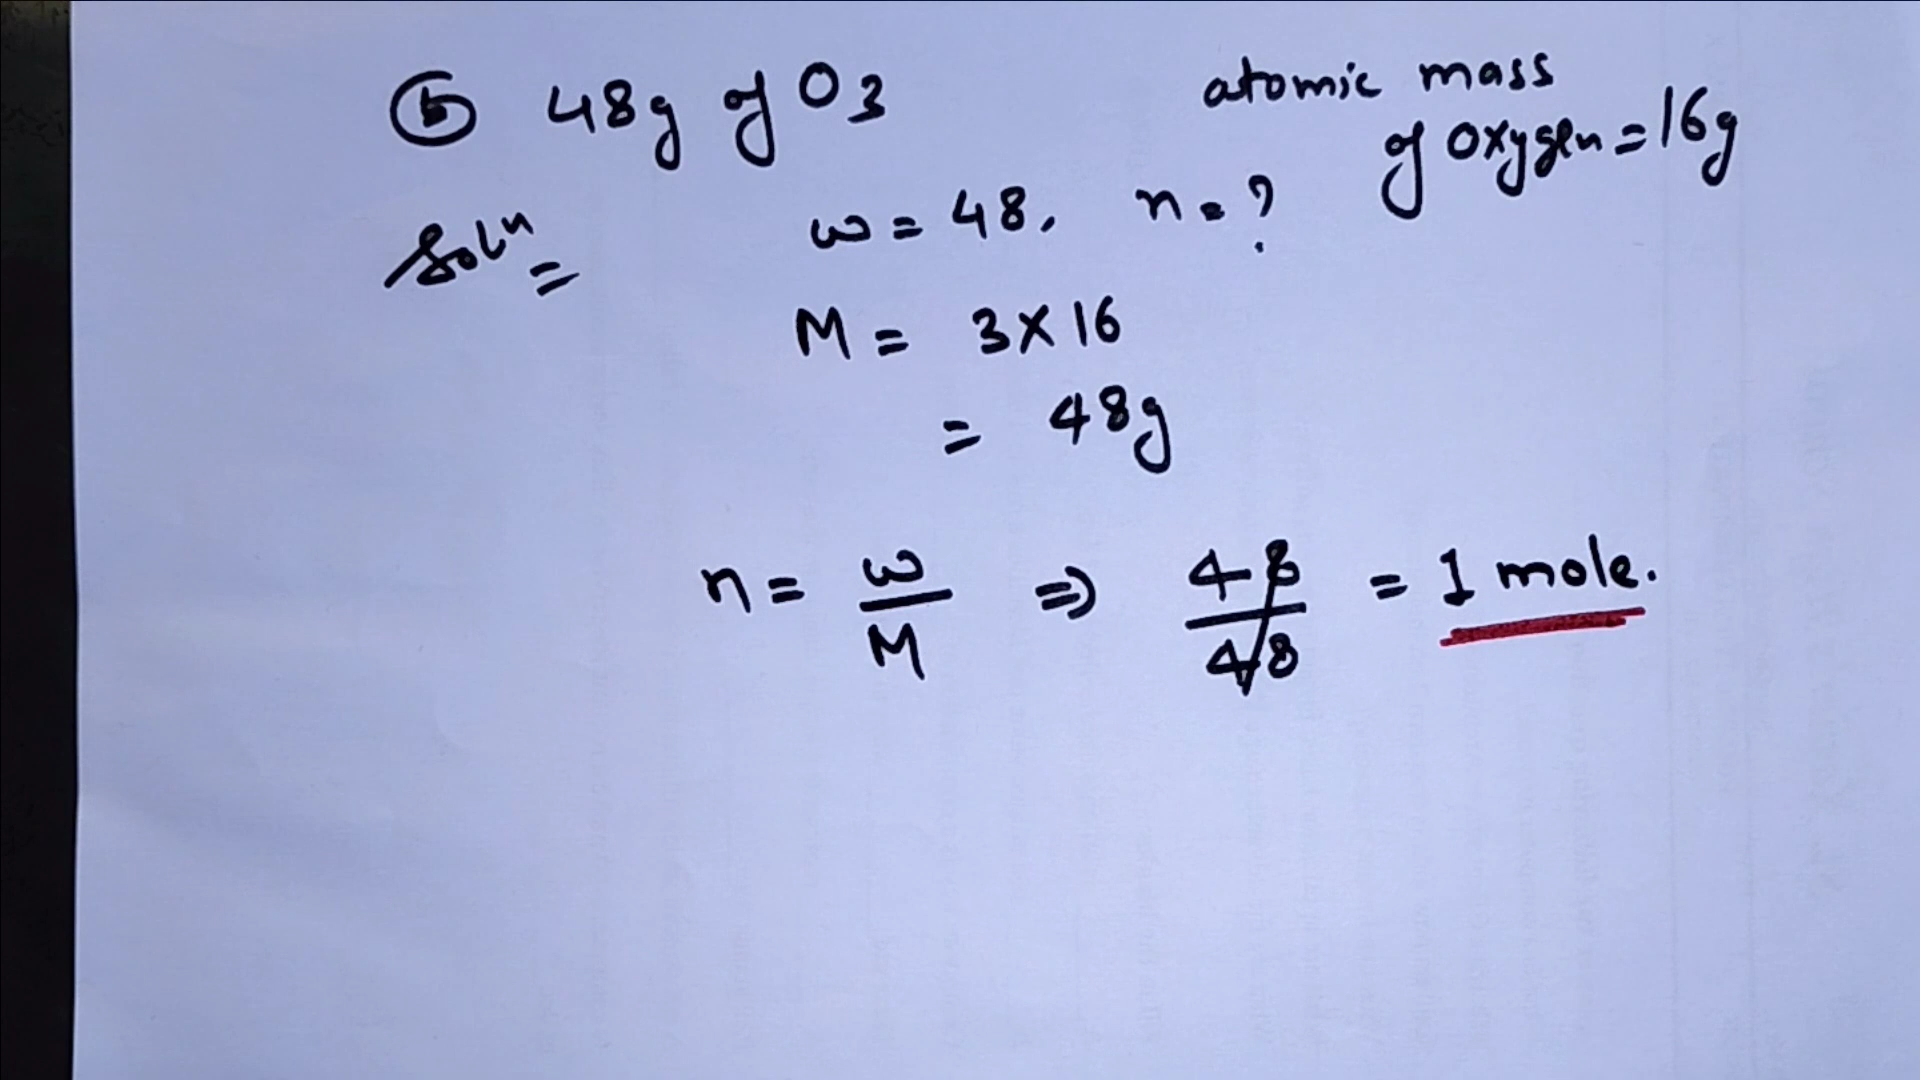 ⑤ 48g of O3
atomic mass
of oxygen = 16g
Soln =
w = 48, n = ?
M = 3 × 16
= 48g
n = w/M ⇒ 48/48 = 1 mole.